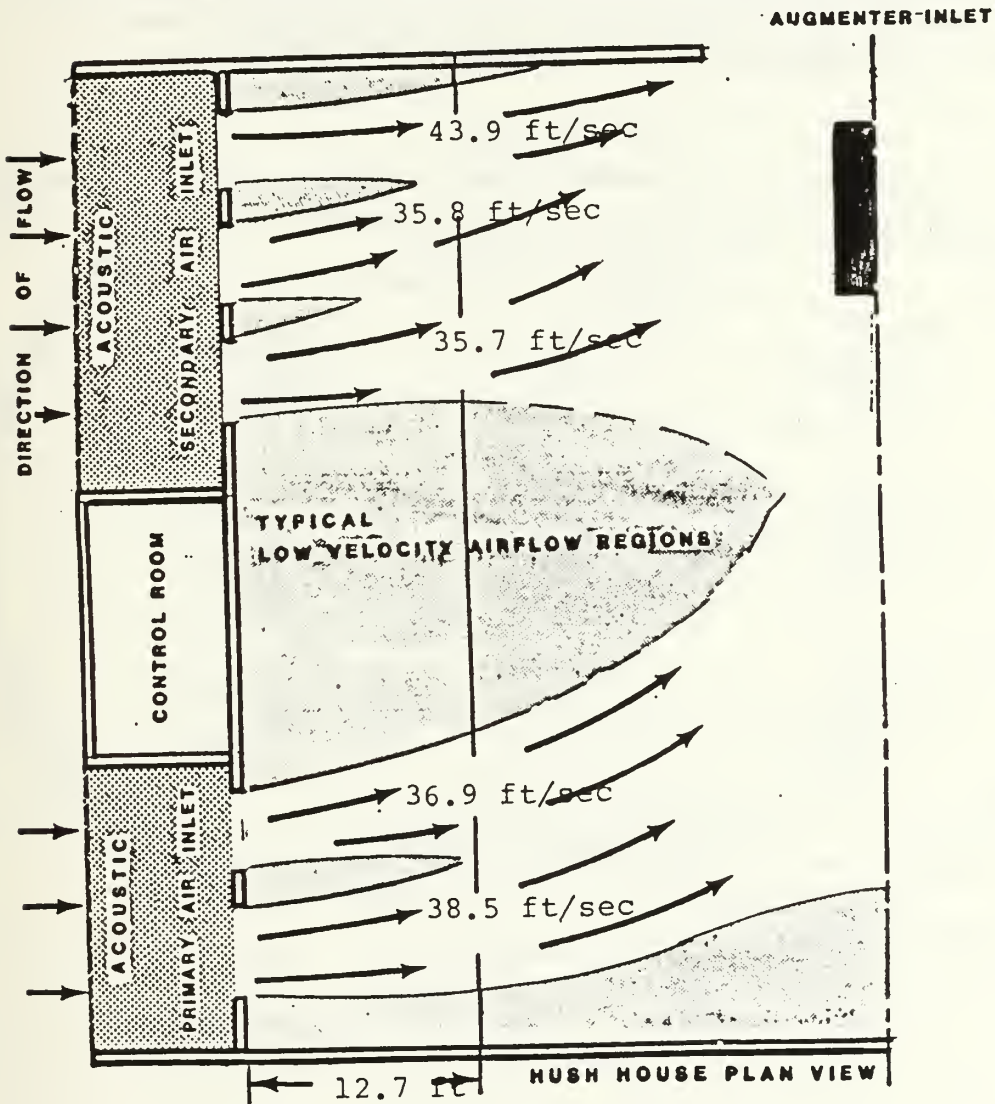 AUGMENTER-INLET
DIRECTION OF FLOW
ACOUSTIC
SECONDARY AIR INLET
43.9 ft/sec
35.8 ft/sec
35.7 ft/sec
TYPICAL
LOW VELOCITY AIRFLOW REGIONS
CONTROL ROOM
ACOUSTIC
PRIMARY AIR INLET
36.9 ft/sec
38.5 ft/sec
12.7 ft
HUSH HOUSE PLAN VIEW